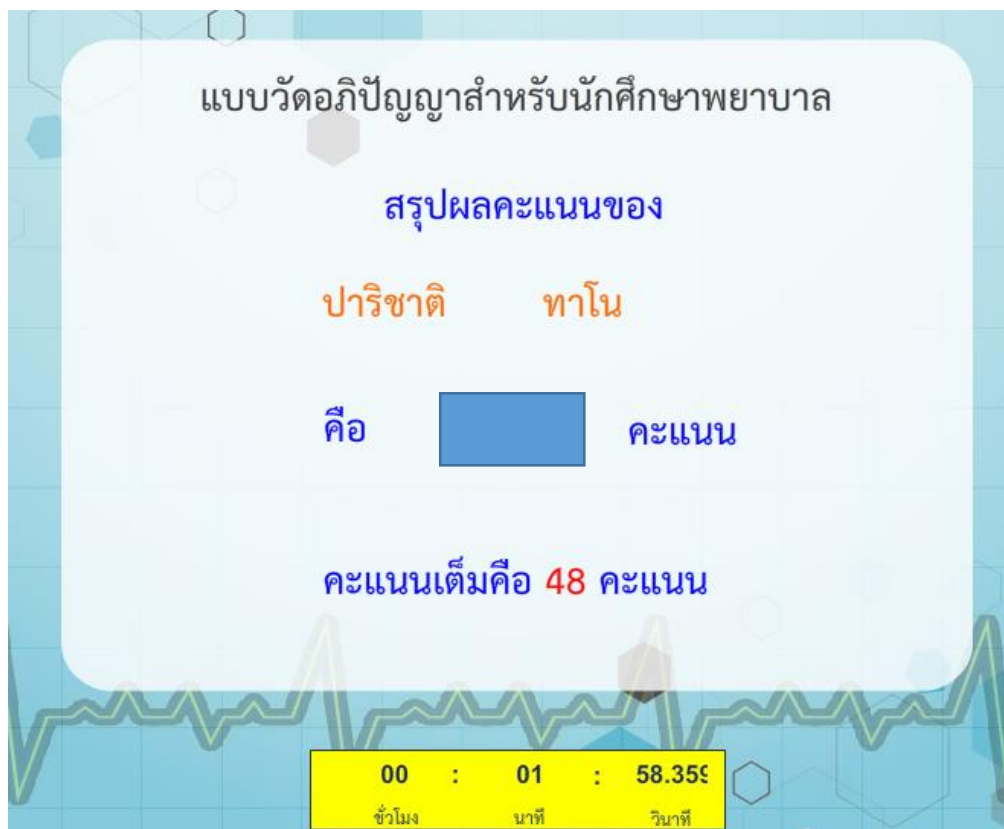 แบบวัดอภิปัญญาสำหรับนักศึกษาพยาบาล
สรุปผลคะแนนของ
ปาริชาติ ทาโน
คือ คะแนน
คะแนนเต็มคือ 48 คะแนน
00 : 01 : 58.359
ชั่วโมง นาที วินาที